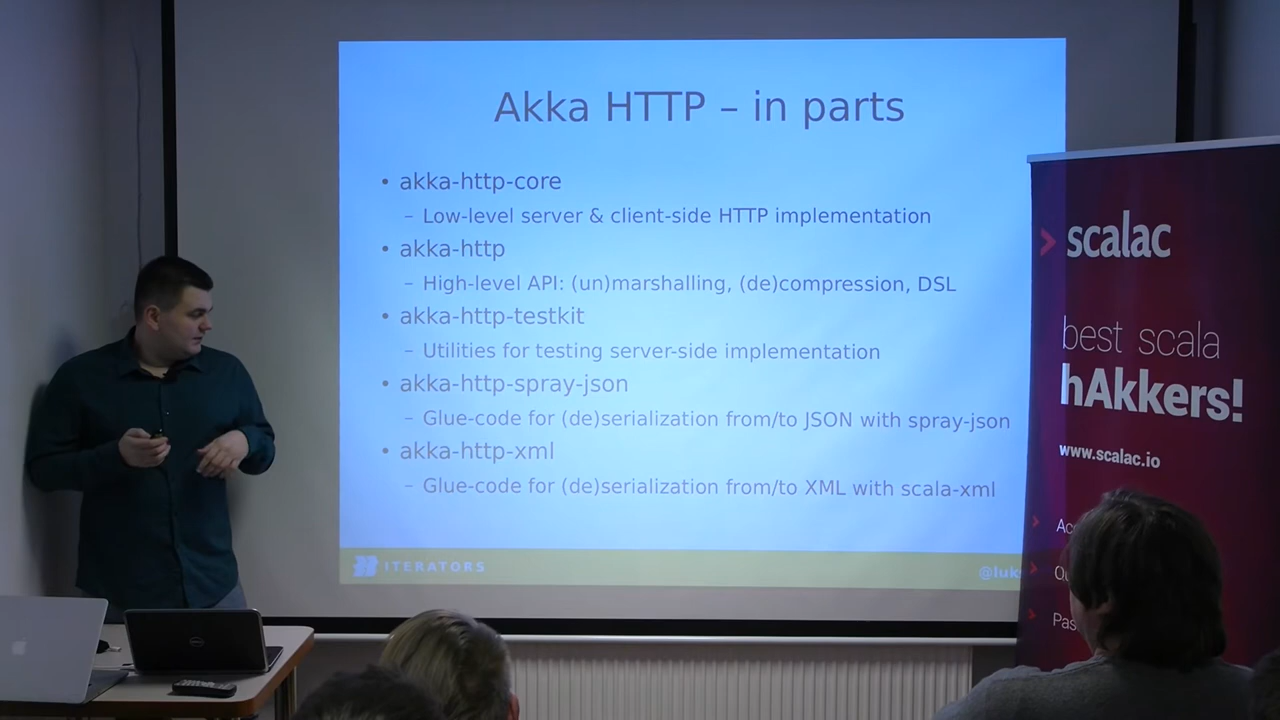 Akka HTTP – in parts
• akka-http-core
– Low-level server & client-side HTTP implementation
• akka-http
– High-level API: (un)marshalling, (de)compression, DSL
• akka-http-testkit
– Utilities for testing server-side implementation
• akka-http-spray-json
– Glue-code for (de)serialization from/to JSON with spray-json
• akka-http-xml
– Glue-code for (de)serialization from/to XML with scala-xml
ITERATORS
scalac
best scala
hAkkers!
www.scalac.io